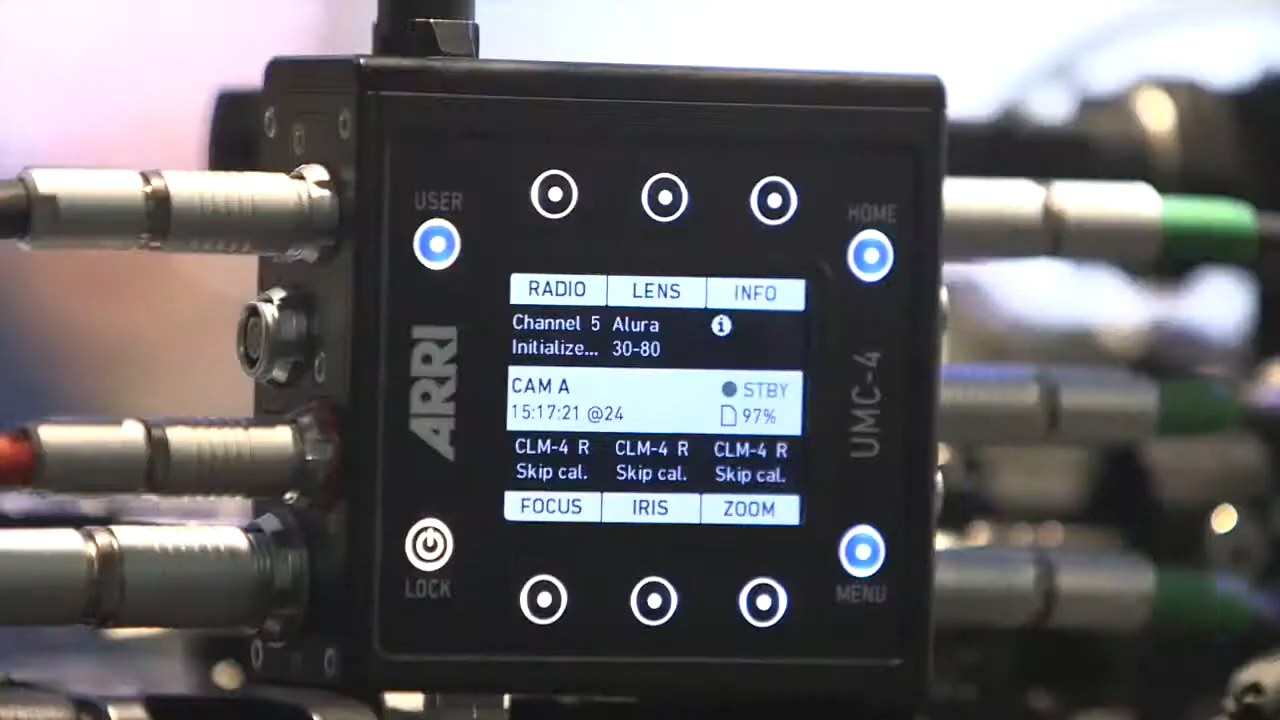 USER
HOME
RADIO LENS INFO
Channel 5 Alura i
Initialize... 30-80
CAM A STBY
15:17:21 @24 97%
CLM-4 R CLM-4 R CLM-4 R
Skip cal. Skip cal. Skip cal.
FOCUS IRIS ZOOM
ARRI
UMC-4
LOCK
MENU